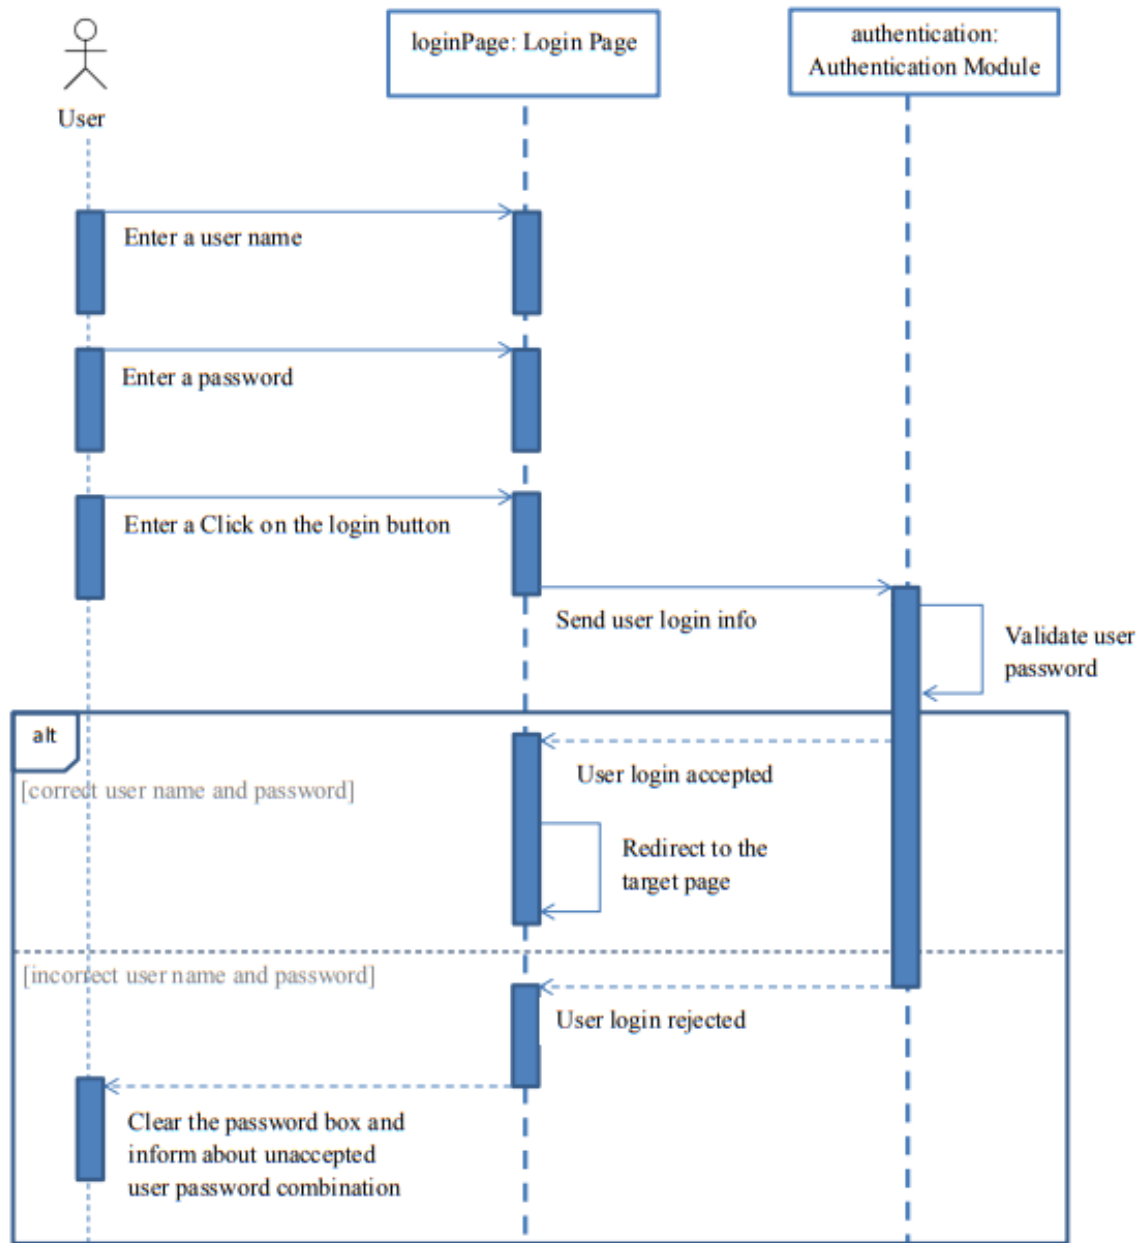 loginPage: Login Page
authentication:
Authentication Module
User
Enter a user name
Enter a password
Enter a Click on the login button
Send user login info
Validate user
password
alt
User login accepted
[correct user name and password]
Redirect to the
target page
[incorrect user name and password]
User login rejected
Clear the password box and
inform about unaccepted
user password combination